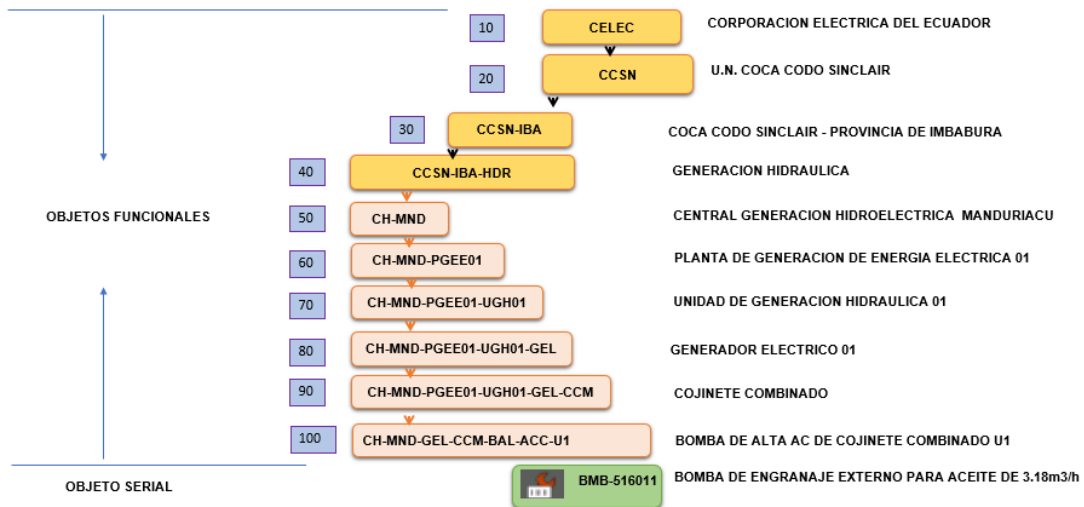 10 CELEC CORPORACION ELECTRICA DEL ECUADOR
20 CCSN U.N. COCA CODO SINCLAIR
30 CCSN-IBA COCA CODO SINCLAIR - PROVINCIA DE IMBABURA
40 CCSN-IBA-HDR GENERACION HIDRAULICA
OBJETOS FUNCIONALES 50 CH-MND CENTRAL GENERACION HIDROELECTRICA MANDURIACU
60 CH-MND-PGEE01 PLANTA DE GENERACION DE ENERGIA ELECTRICA 01
70 CH-MND-PGEE01-UGH01 UNIDAD DE GENERACION HIDRAULICA 01
80 CH-MND-PGEE01-UGH01-GEL GENERADOR ELECTRICO 01
90 CH-MND-PGEE01-UGH01-GEL-CCM COJINETE COMBINADO
100 CH-MND-GEL-CCM-BAL-ACC-U1 BOMBA DE ALTA AC DE COJINETE COMBINADO U1
OBJETO SERIAL BMB-516011 BOMBA DE ENGRANAJE EXTERNO PARA ACEITE DE 3.18m3/h